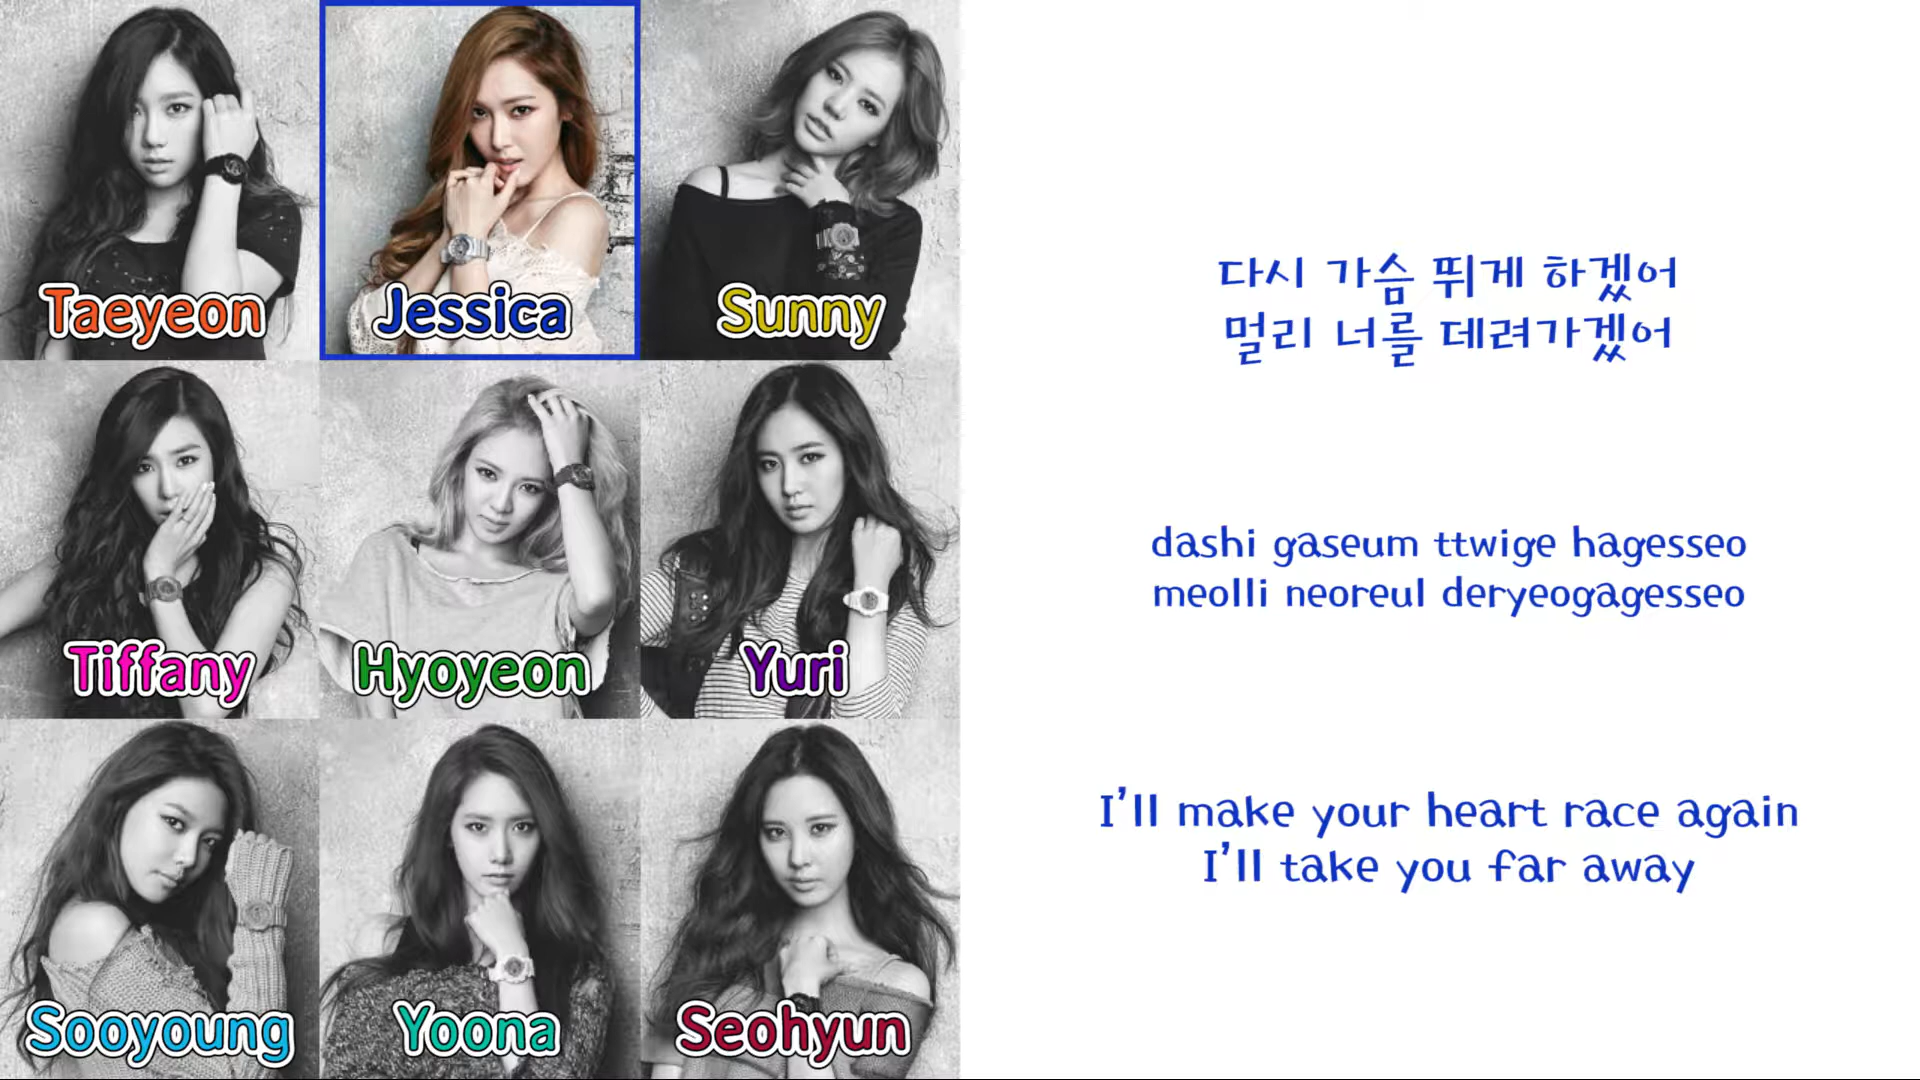 Taeyeon
Jessica
Sunny
Tiffany
Hyoyeon
Yuri
Sooyoung
Yoona
Seohyun
다시 가슴 뛰게 하겠어
멀리 너를 데려가겠어
dashi gaseum ttwige hagesseo
meolli neoreul deryeogagesseo
I'll make your heart race again
I'll take you far away